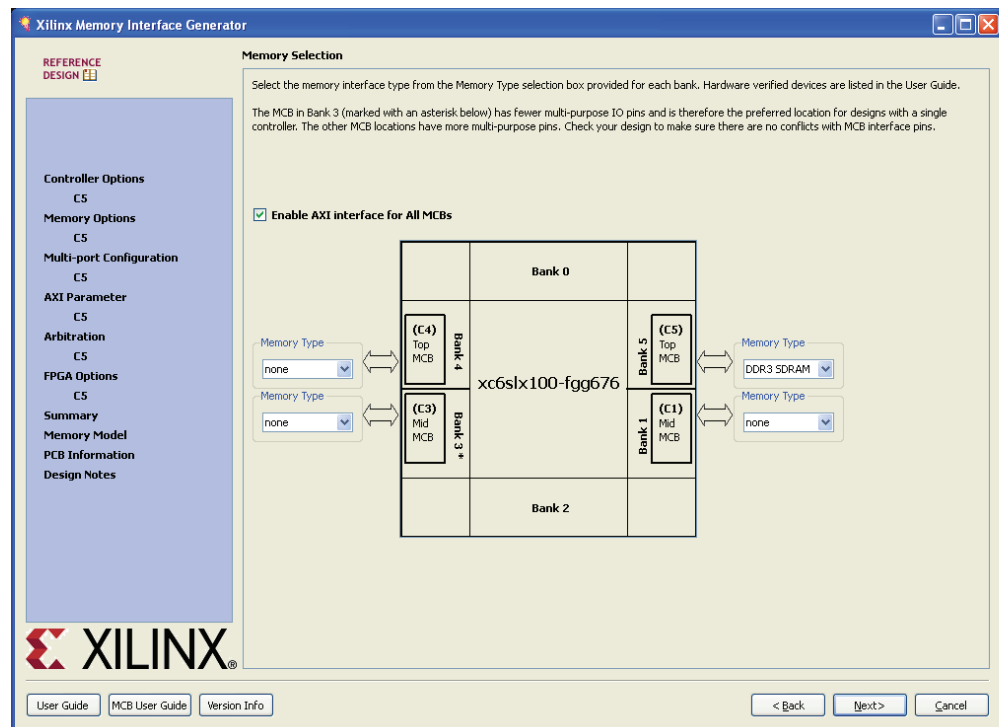 Xilinx Memory Interface Generator
REFERENCE
DESIGN
Controller Options
C5
Memory Options
C5
Multi-port Configuration
C5
AXI Parameter
C5
Arbitration
C5
FPGA Options
C5
Summary
Memory Model
PCB Information
Design Notes
XILINX®
Memory Selection
Select the memory interface type from the Memory Type selection box provided for each bank. Hardware verified devices are listed in the User Guide.
The MCB in Bank 3 (marked with an asterisk below) has fewer multi-purpose IO pins and is therefore the preferred location for designs with a single
controller. The other MCB locations have more multi-purpose pins. Check your design to make sure there are no conflicts with MCB interface pins.
Enable AXI interface for All MCBs
Bank 0
Memory Type
none
(C4)
Top
MCB
Bank 4
Memory Type
none
(C3)
Mid
MCB
Bank 3 *
xc6slx100-fgg676
Bank 5
(C5)
Top
MCB
Memory Type
DDR3 SDRAM
Bank 1
(C1)
Mid
MCB
Memory Type
none
Bank 2
User Guide
MCB User Guide
Version Info
< Back
Next>
Cancel